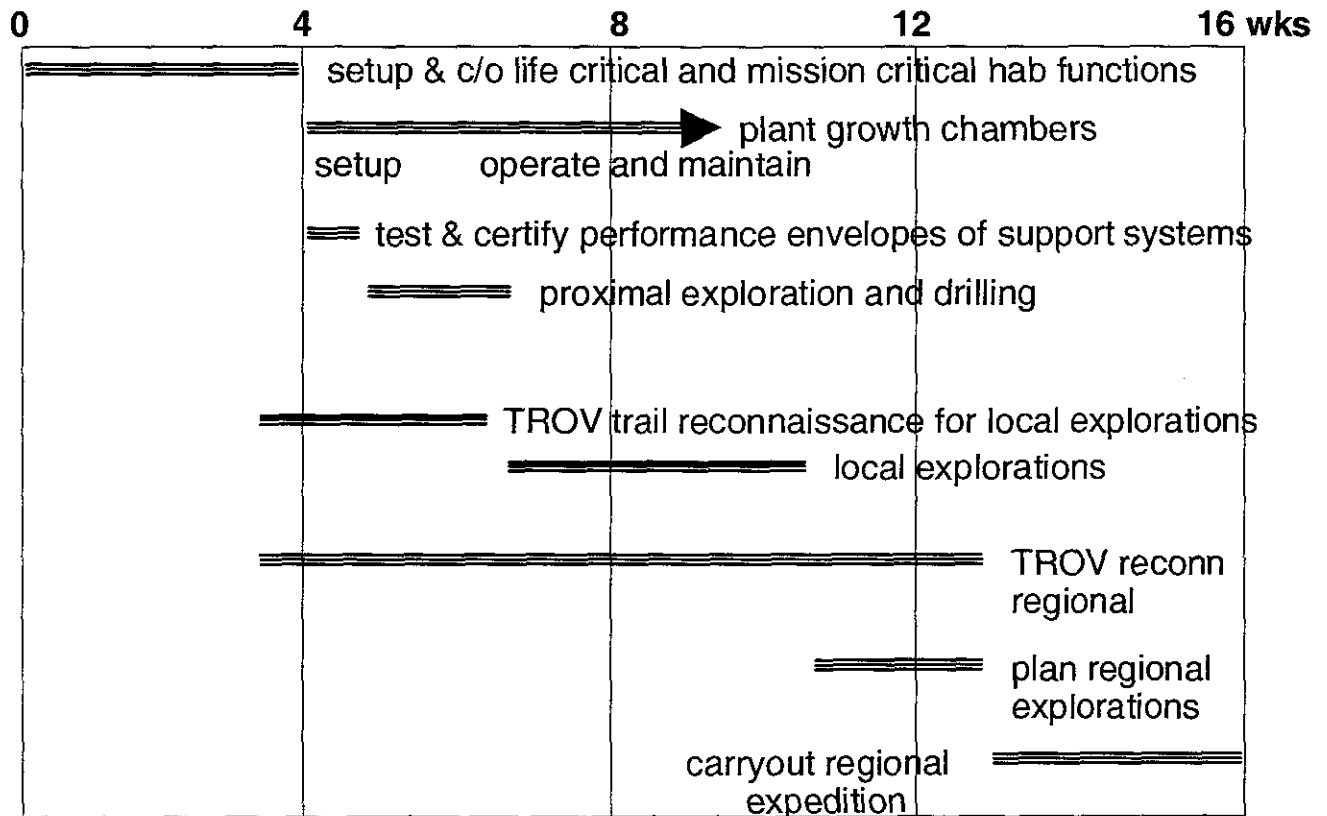 0 4 8 12 16 wks
setup & c/o life critical and mission critical hab functions
plant growth chambers
setup operate and maintain
test & certify performance envelopes of support systems
proximal exploration and drilling
TROV trail reconnaissance for local explorations
local explorations
TROV reconn
regional
plan regional
explorations
carryout regional
expedition